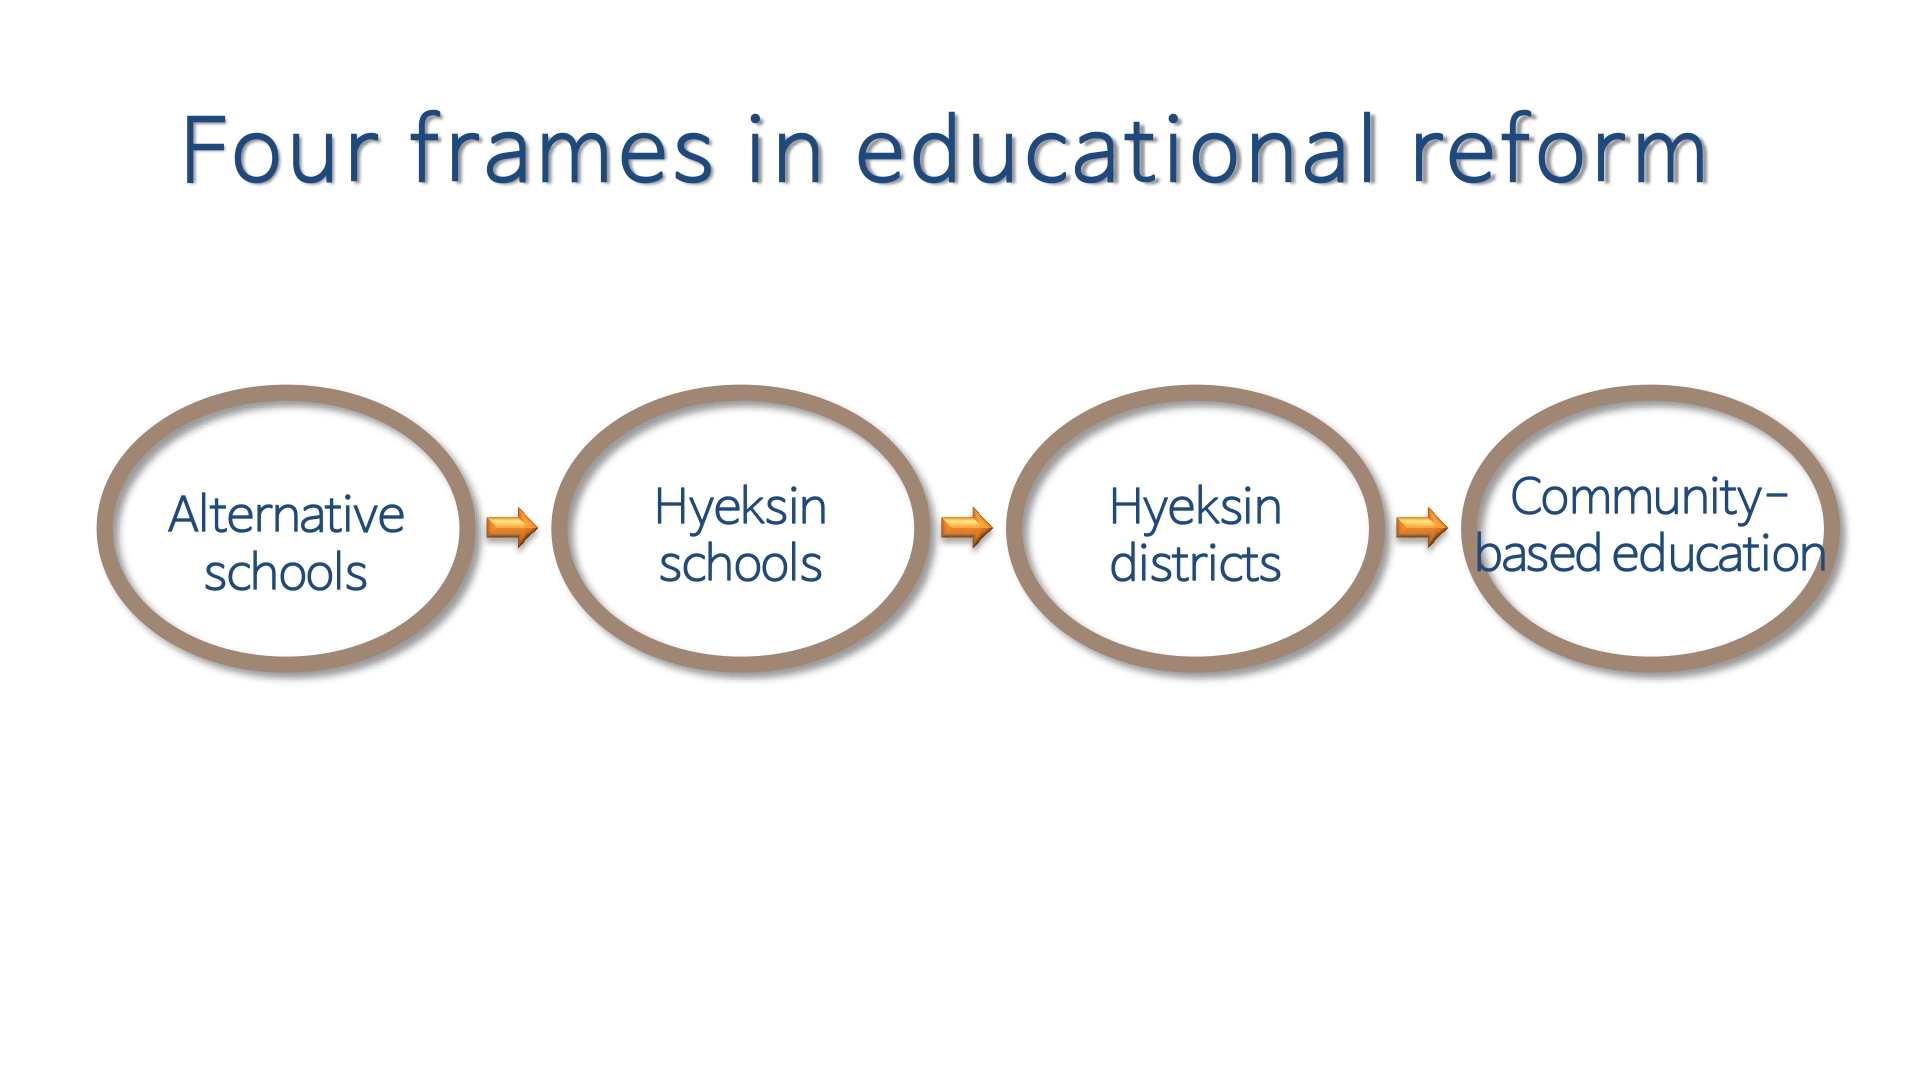 Four frames in educational reform
Alternative
schools
Hyeksin
schools
Hyeksin
districts
Community-
based education